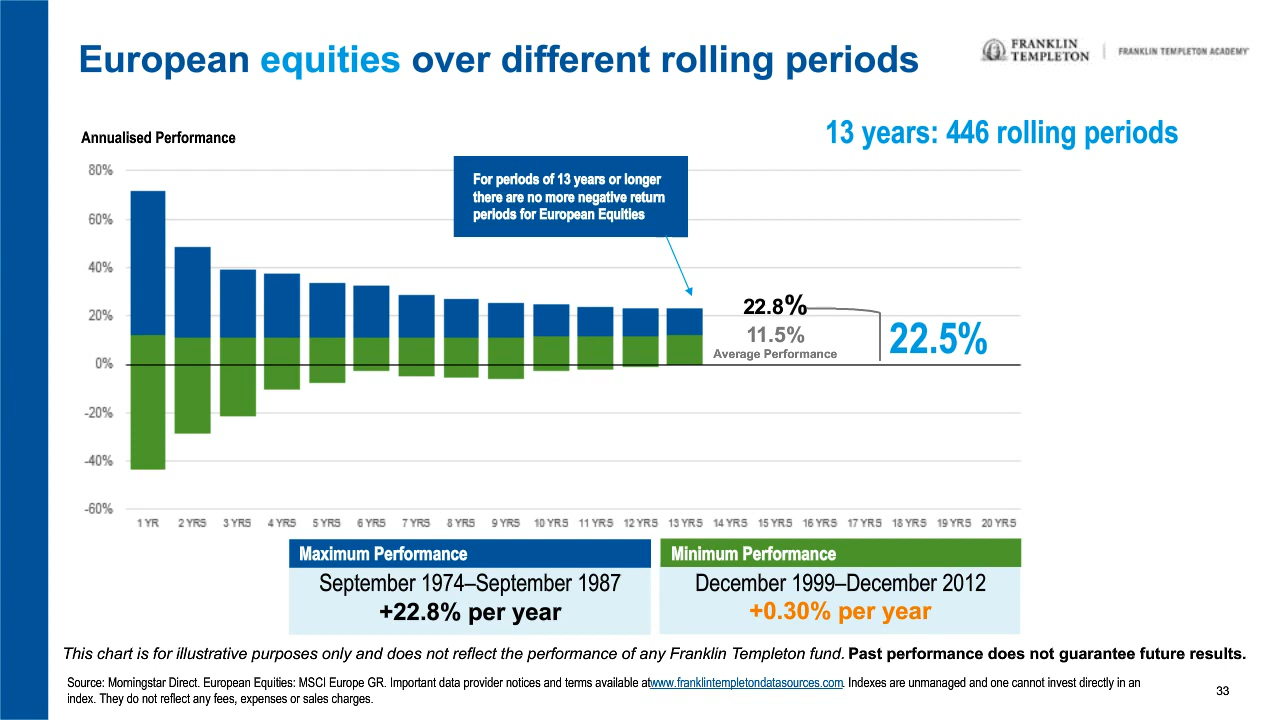 European equities over different rolling periods
FRANKLIN
TEMPLETON
FRANKLIN TEMPLETON ACADEMY
13 years: 446 rolling periods
Annualised Performance
For periods of 13 years or longer
there are no more negative return
periods for European Equities
80%
60%
40%
20%
0%
-20%
-40%
-60%
22.8%
11.5%
Average Performance
22.5%
1 YR 2 YRS 3 YRS 4 YRS 5 YRS 6 YRS 7 YRS 8 YRS 9 YRS 10 YRS 11 YRS 12 YRS 13 YRS 14 YRS 15 YRS 16 YRS 17 YRS 18 YRS 19 YRS 20 YRS
Maximum Performance
September 1974–September 1987
+22.8% per year
Minimum Performance
December 1999–December 2012
+0.30% per year
This chart is for illustrative purposes only and does not reflect the performance of any Franklin Templeton fund. Past performance does not guarantee future results.
Source: Morningstar Direct. European Equities: MSCI Europe GR. Important data provider notices and terms available atwww.franklintempletondatasources.com. Indexes are unmanaged and one cannot invest directly in an
index. They do not reflect any fees, expenses or sales charges.
33